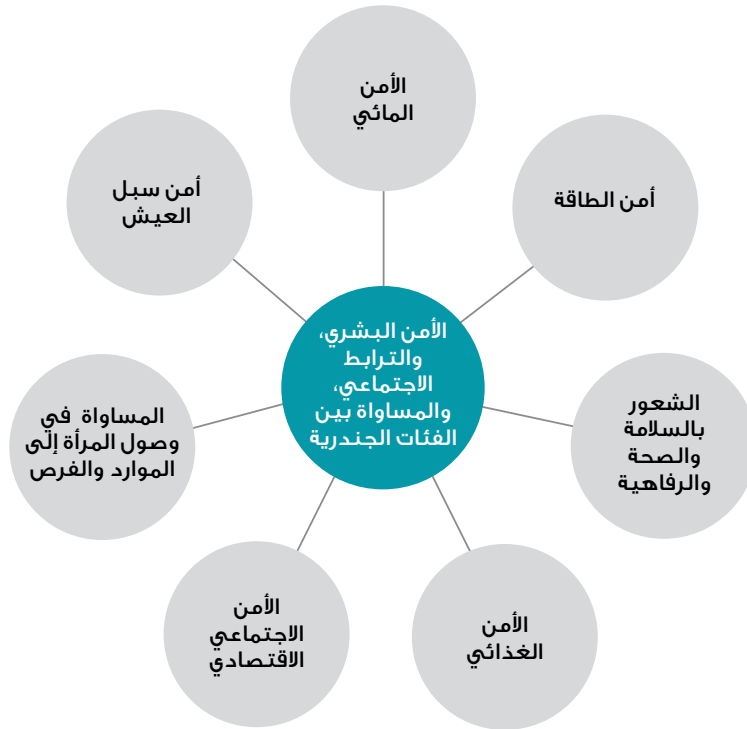 الأمن
المائي
أمن الطاقة
الشعور
بالسلامة
والصحة
والرفاهية
الأمن
الغذائي
الأمن
الاجتماعي
الاقتصادي
المساواة في
وصول المرأة إلى
الموارد والفرص
أمن سبل
العيش
الأمن البشري،
والترابط
الاجتماعي،
والمساواة بين
الفئات الجندرية